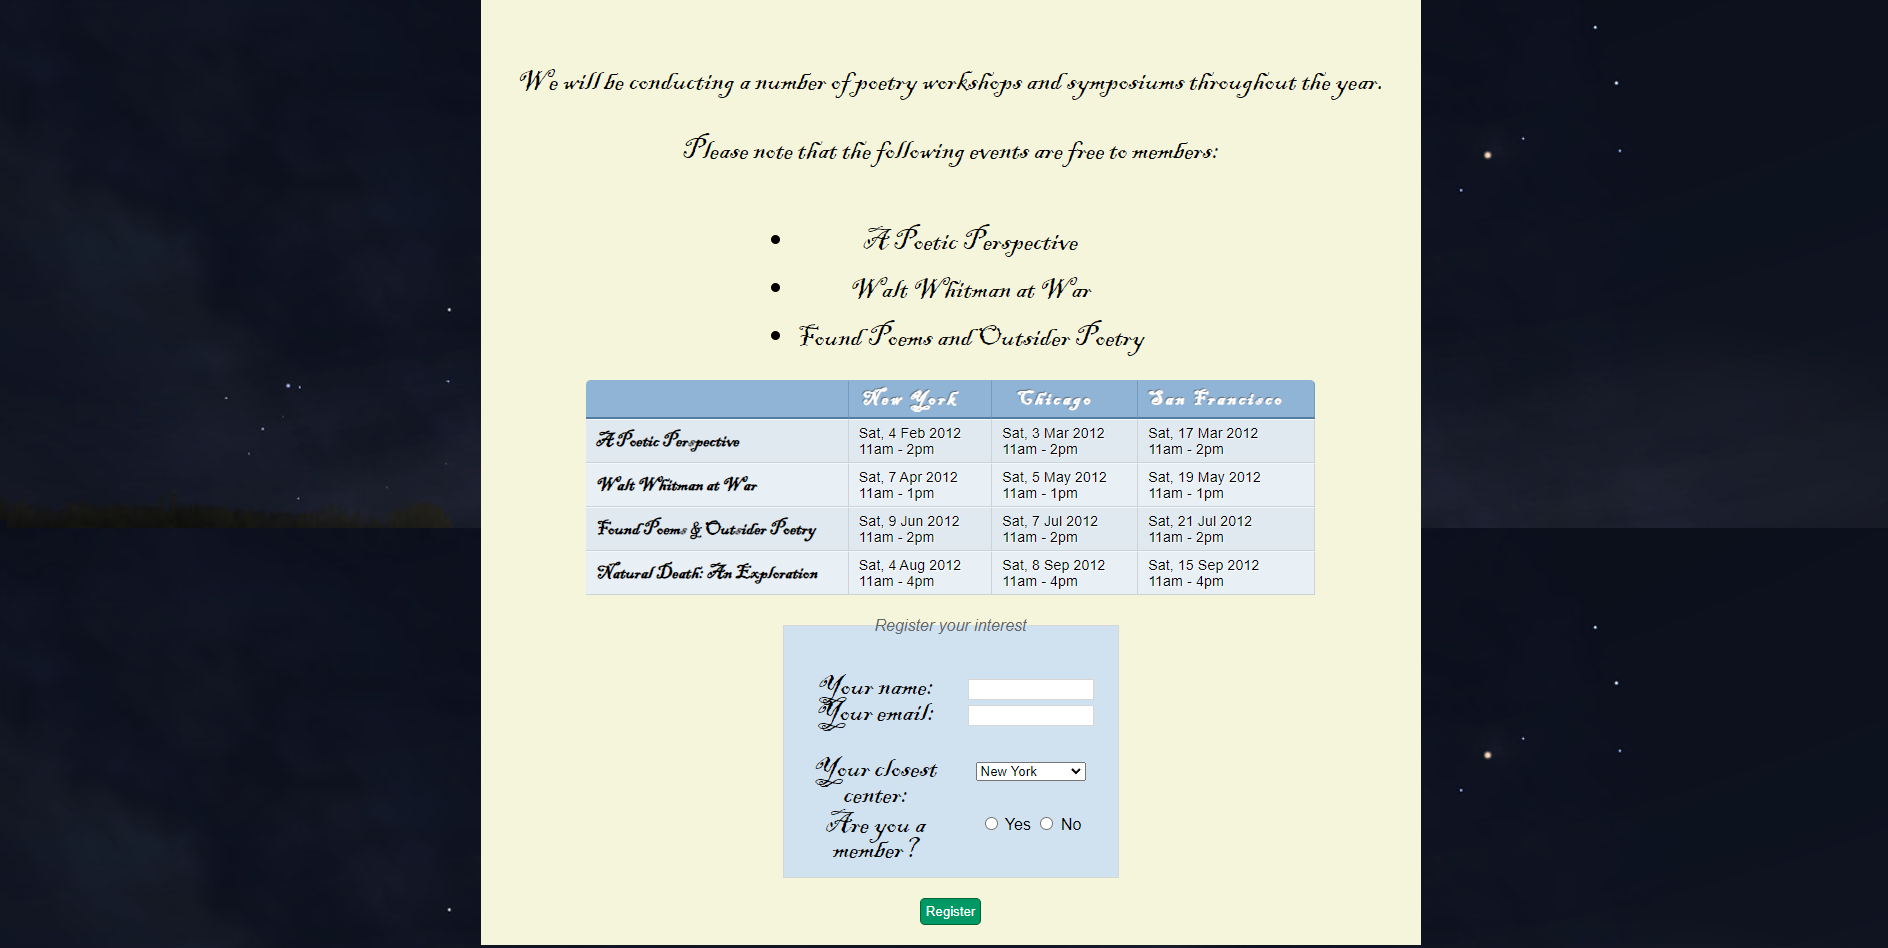 We will be conducting a number of poetry workshops and symposiums throughout the year.
Please note that the following events are free to members:
A Poetic Perspective
Walt Whitman at War
Found Poems and Outsider Poetry
New York Chicago San Francisco
A Poetic Perspective
Sat, 4 Feb 2012
11am - 2pm
Sat, 3 Mar 2012
11am - 2pm
Sat, 17 Mar 2012
11am - 2pm
Walt Whitman at War
Sat, 7 Apr 2012
11am - 1pm
Sat, 5 May 2012
11am - 1pm
Sat, 19 May 2012
11am - 1pm
Found Poems & Outsider Poetry
Sat, 9 Jun 2012
11am - 2pm
Sat, 7 Jul 2012
11am - 2pm
Sat, 21 Jul 2012
11am - 2pm
Natural Death: An Exploration
Sat, 4 Aug 2012
11am - 4pm
Sat, 8 Sep 2012
11am - 4pm
Sat, 15 Sep 2012
11am - 4pm
Register your interest
Your name:
Your email:
Your closest
center:
New York
Are you a
member?
Yes No
Register